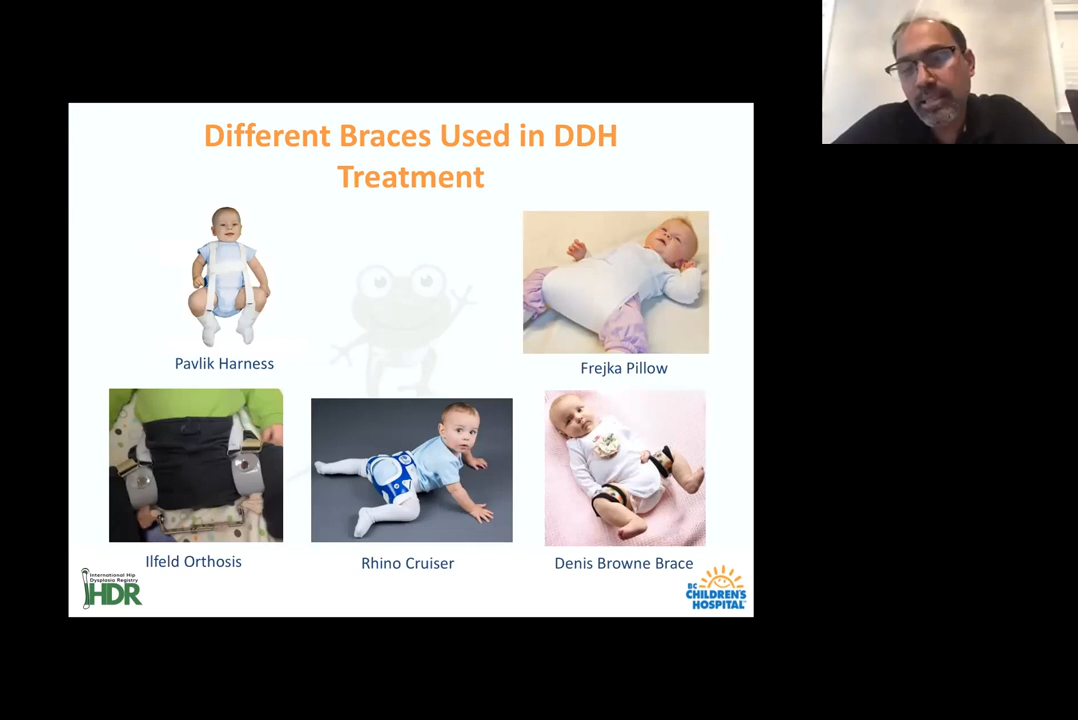 Different Braces Used in DDH
Treatment
Pavlik Harness
Frejka Pillow
Ilfeld Orthosis
Rhino Cruiser
Denis Browne Brace
International Hip
Dysplasia Registry
IHDR
BC
CHILDREN'S
HOSPITAL